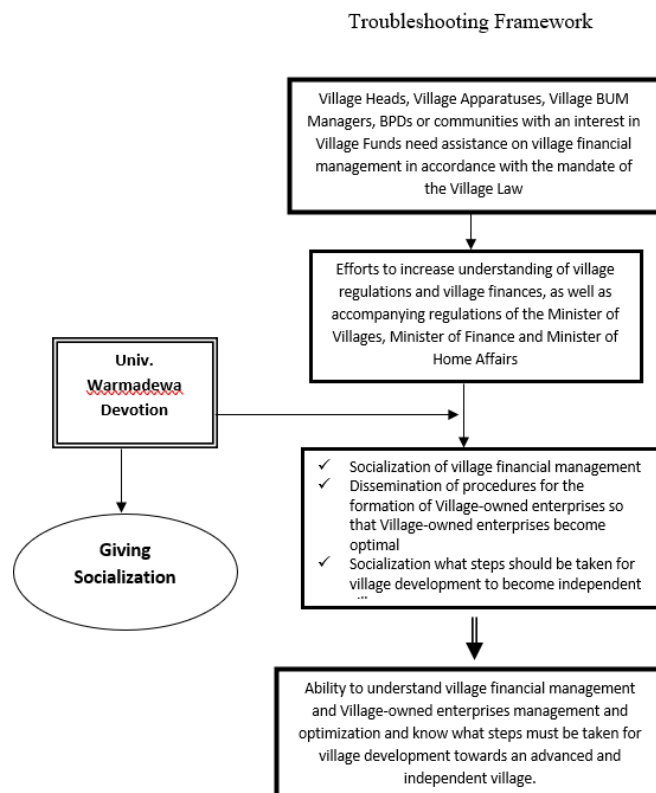 Troubleshooting Framework
Village Heads, Village Apparatuses, Village BUM
Managers, BPDs or communities with an interest in
Village Funds need assistance on village financial
management in accordance with the mandate of
the Village Law
Efforts to increase understanding of village
regulations and village finances, as well as
accompanying regulations of the Minister of
Villages, Minister of Finance and Minister of
Home Affairs
Univ.
Warmadewa
Devotion
✓ Socialization of village financial management
✓ Dissemination of procedures for the
formation of Village-owned enterprises so
that Village-owned enterprises become
optimal
✓ Socialization what steps should be taken for
village development to become independent
Giving
Socialization
Ability to understand village financial management
and Village-owned enterprises management and
optimization and know what steps must be taken for
village development towards an advanced and
independent village.